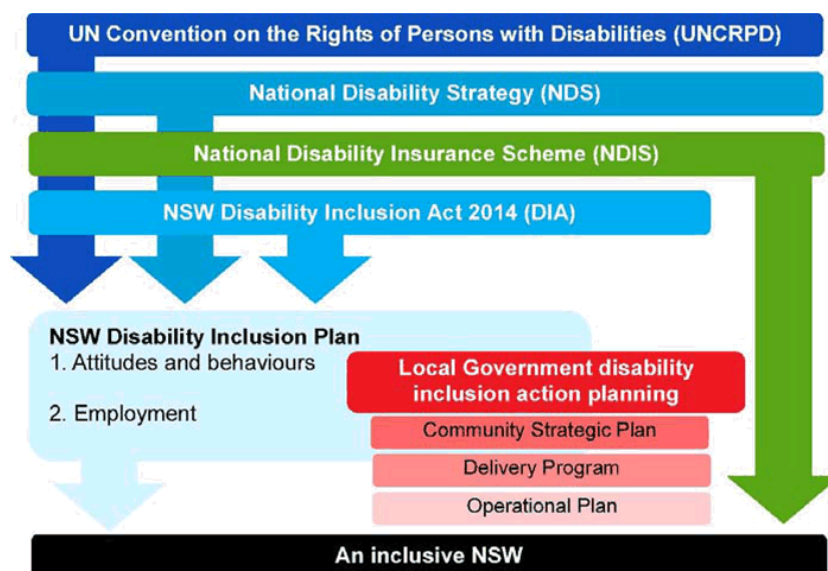 UN Convention on the Rights of Persons with Disabilities (UNCRPD)
National Disability Strategy (NDS)
National Disability Insurance Scheme (NDIS)
NSW Disability Inclusion Act 2014 (DIA)
NSW Disability Inclusion Plan
1. Attitudes and behaviours
2. Employment
Local Government disability
inclusion action planning
Community Strategic Plan
Delivery Program
Operational Plan
An inclusive NSW